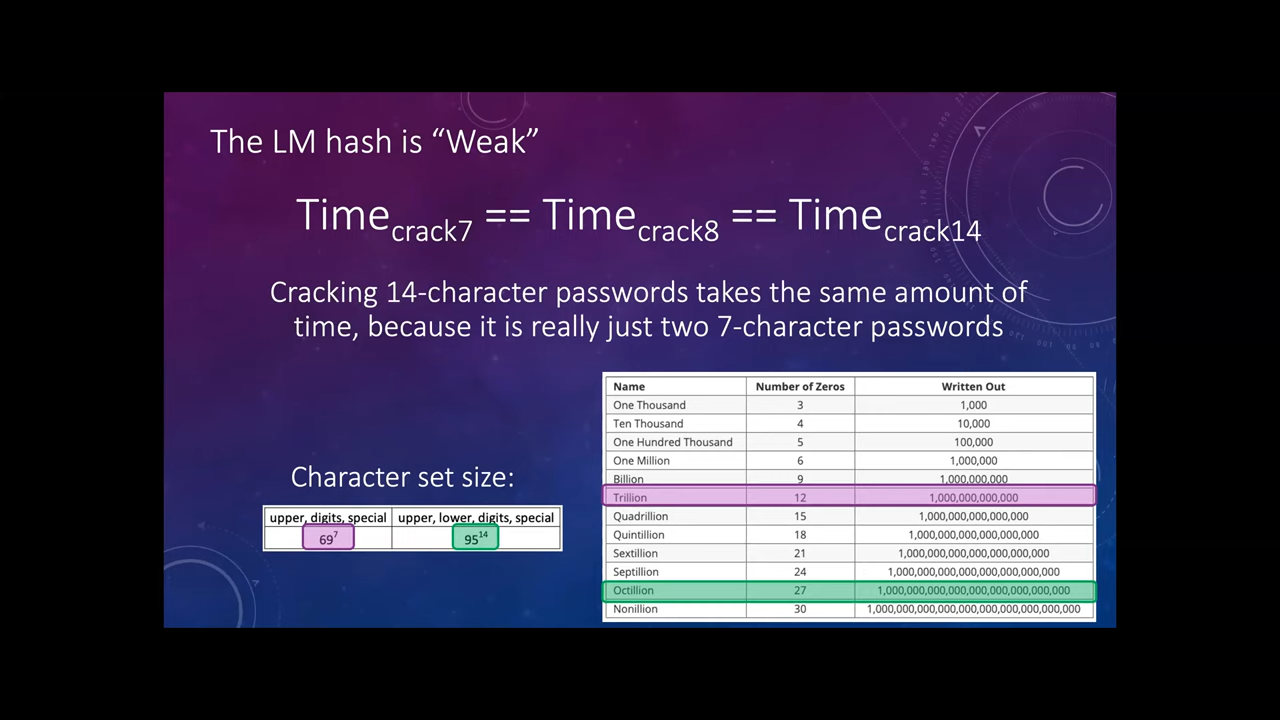 The LM hash is “Weak”
Timecrack7 == Timecrack8 == Timecrack14
Cracking 14-character passwords takes the same amount of
time, because it is really just two 7-character passwords
Character set size:
upper, digits, special upper, lower, digits, special
69⁷ 95¹⁴
Name Number of Zeros Written Out
One Thousand 3 1,000
Ten Thousand 4 10,000
One Hundred Thousand 5 100,000
One Million 6 1,000,000
Billion 9 1,000,000,000
Trillion 12 1,000,000,000,000
Quadrillion 15 1,000,000,000,000,000
Quintillion 18 1,000,000,000,000,000,000
Sextillion 21 1,000,000,000,000,000,000,000
Septillion 24 1,000,000,000,000,000,000,000,000
Octillion 27 1,000,000,000,000,000,000,000,000,000
Nonillion 30 1,000,000,000,000,000,000,000,000,000,000